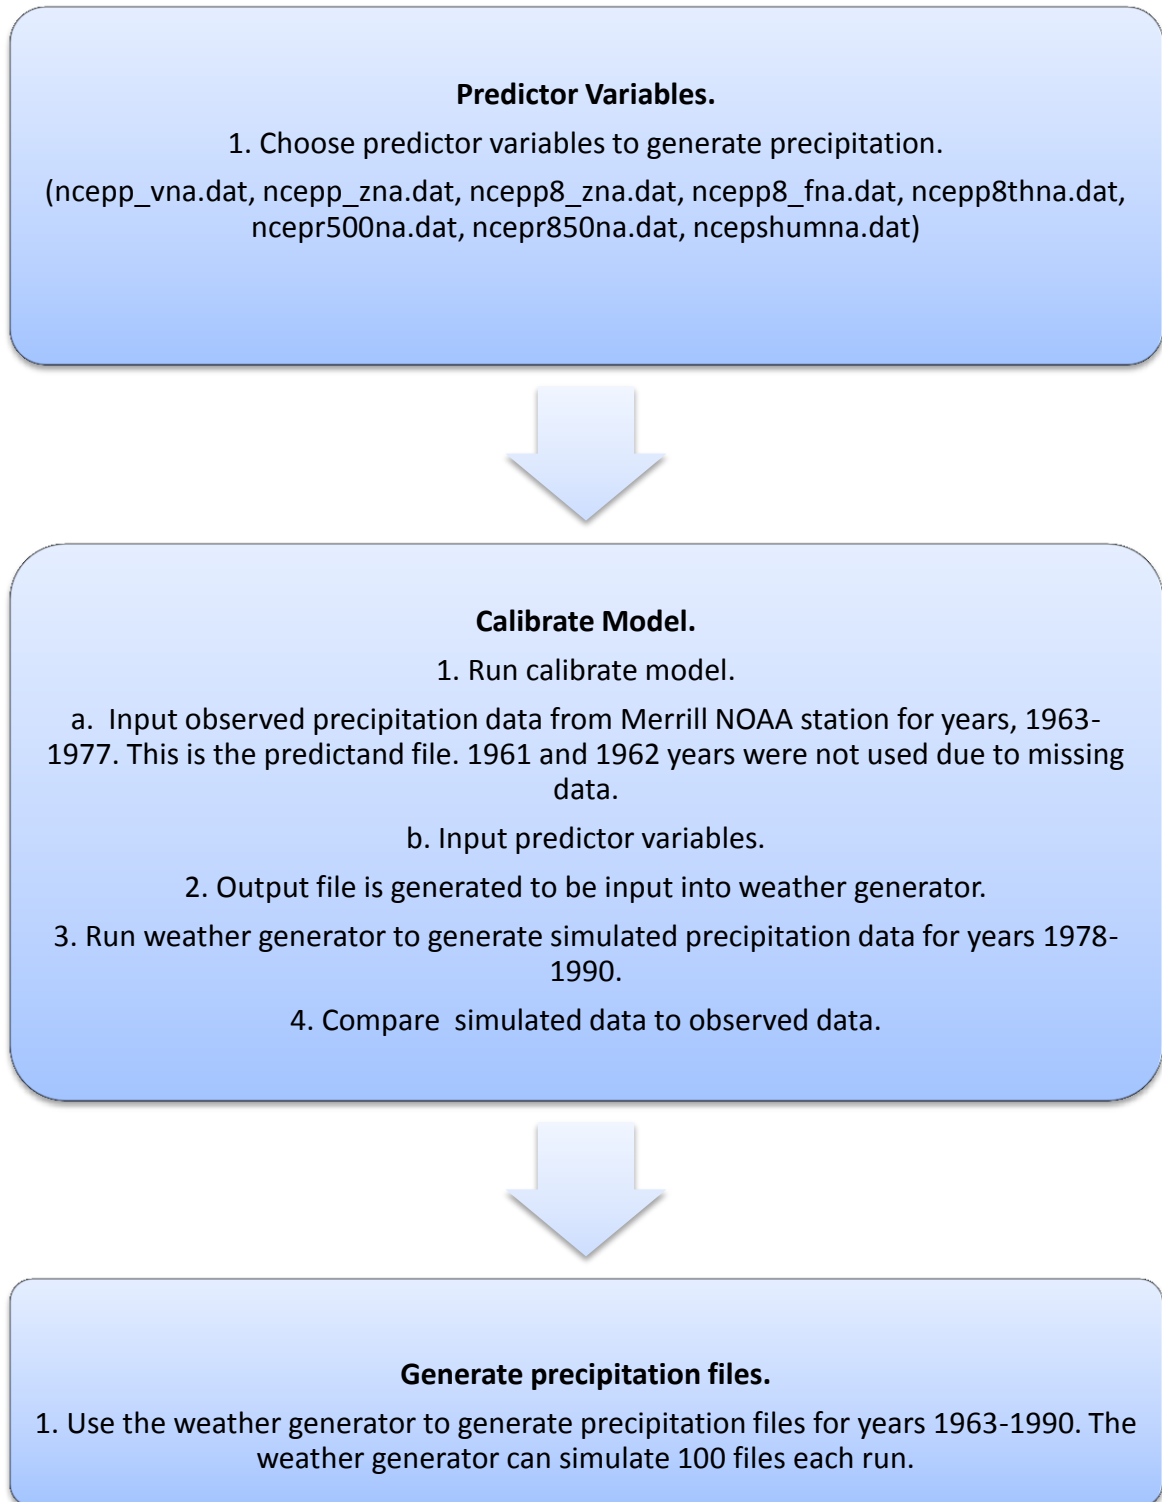 Predictor Variables.
1. Choose predictor variables to generate precipitation.
(ncepp_vna.dat, ncepp_zna.dat, ncepp8_zna.dat, ncepp8_fna.dat, ncepp8thna.dat,
ncepr500na.dat, ncepr850na.dat, ncepshumna.dat)
Calibrate Model.
1. Run calibrate model.
a.  Input observed precipitation data from Merrill NOAA station for years, 1963-
1977. This is the predictand file. 1961 and 1962 years were not used due to missing
data.
b. Input predictor variables.
2. Output file is generated to be input into weather generator.
3. Run weather generator to generate simulated precipitation data for years 1978-
1990.
4. Compare  simulated data to observed data.
Generate precipitation files.
1. Use the weather generator to generate precipitation files for years 1963-1990. The
weather generator can simulate 100 files each run.